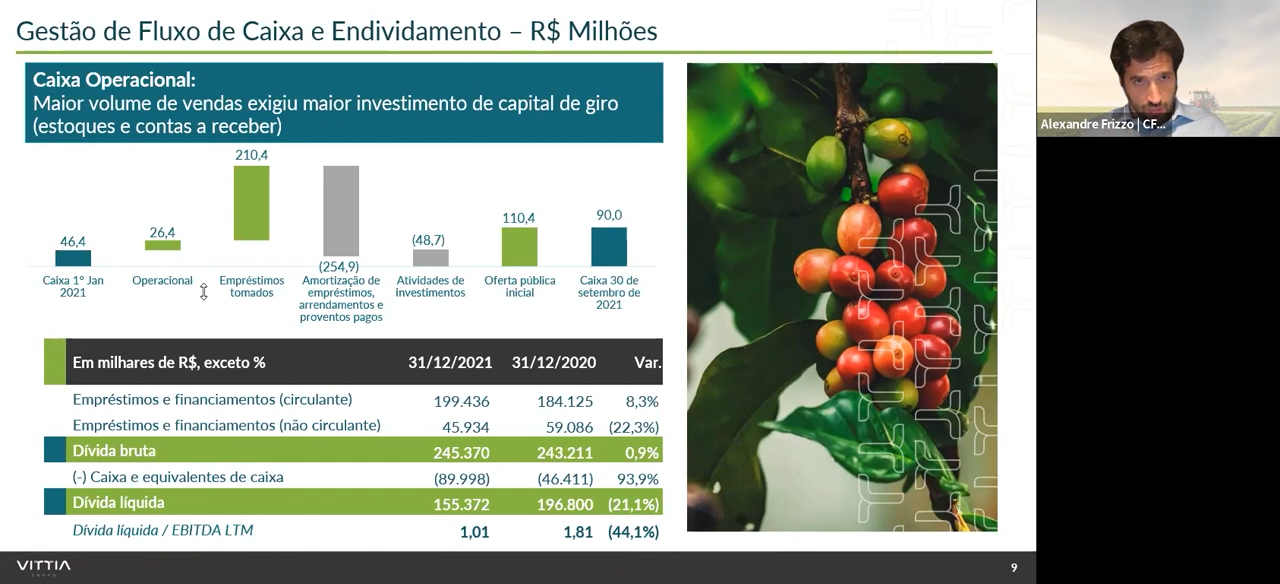 Gestão de Fluxo de Caixa e Endividamento – R$ Milhões
Caixa Operacional:
Maior volume de vendas exigiu maior investimento de capital de giro
(estoques e contas a receber)
46,4
26,4
210,4
(254,9)
(48,7)
110,4
90,0
Caixa 1º Jan
2021
Operacional
Empréstimos
tomados
Amortização de
empréstimos,
arrendamentos e
proventos pagos
Atividades de
investimentos
Oferta pública
inicial
Caixa 30 de
setembro de
2021
Em milhares de R$, exceto % 31/12/2021 31/12/2020 Var.
Empréstimos e financiamentos (circulante) 199.436 184.125 8,3%
Empréstimos e financiamentos (não circulante) 45.934 59.086 (22,3%)
Dívida bruta 245.370 243.211 0,9%
(-) Caixa e equivalentes de caixa (89.998) (46.411) 93,9%
Dívida líquida 155.372 196.800 (21,1%)
Dívida líquida / EBITDA LTM 1,01 1,81 (44,1%)
VITTIA
GRUPO
9
Alexandre Frizzo | CF...